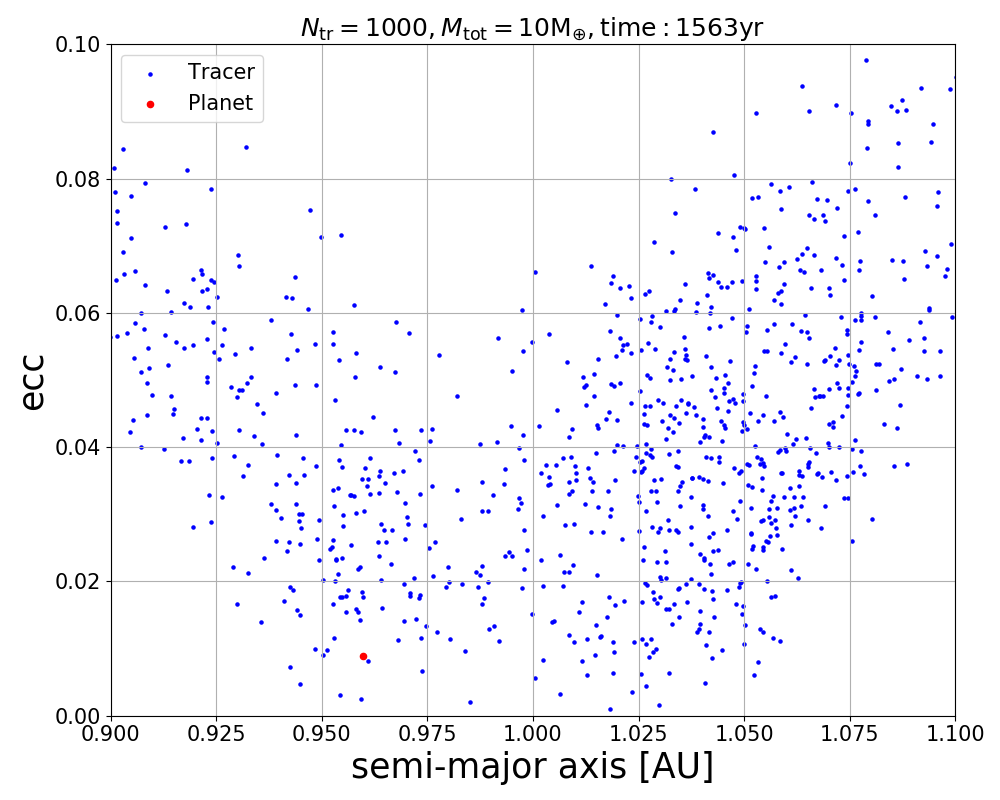 N_tr = 1000, M_tot = 10M_⊕, time : 1563yr
Tracer
Planet
ecc
0.10
0.08
0.06
0.04
0.02
0.00
0.900 0.925 0.950 0.975 1.000 1.025 1.050 1.075 1.100
semi-major axis [AU]